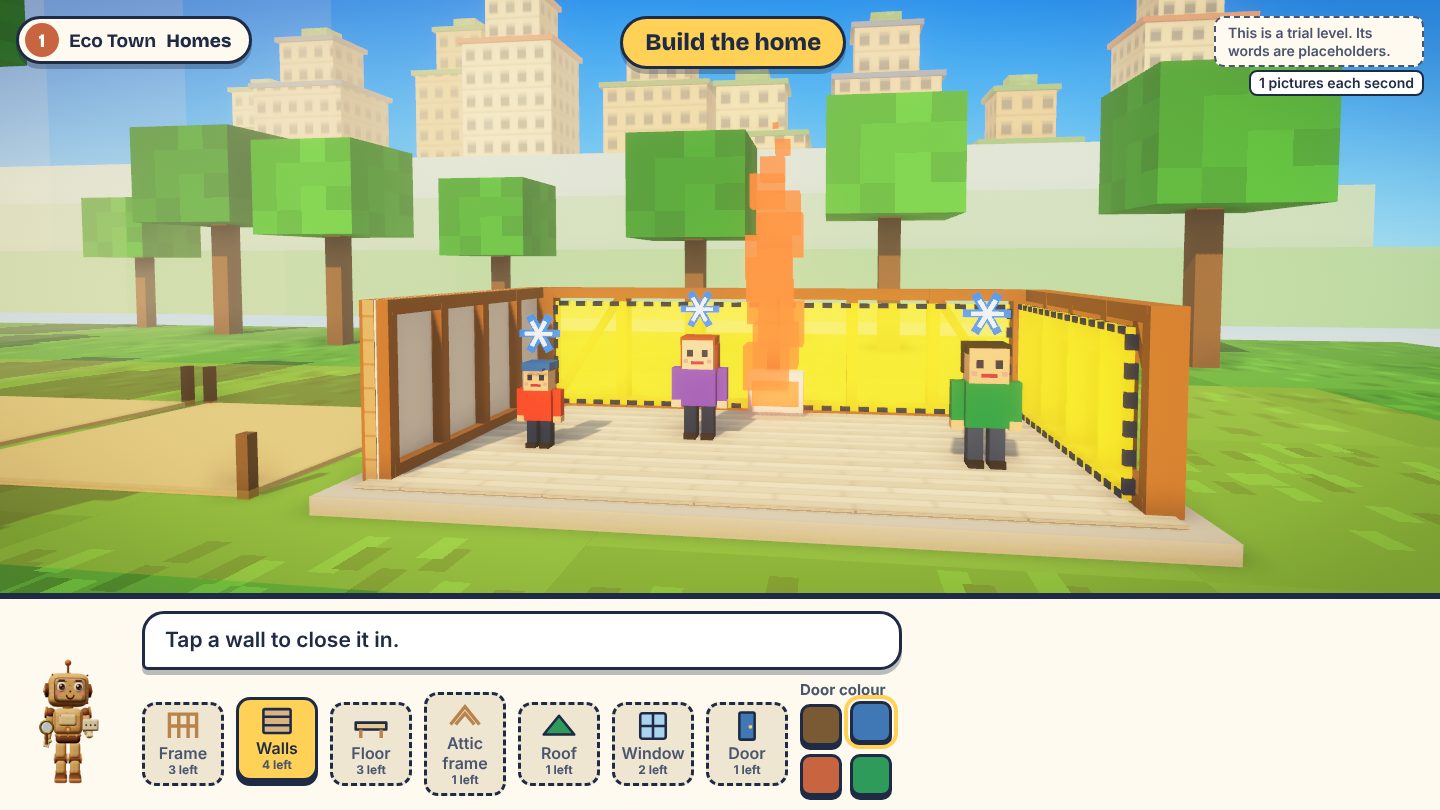 1 Eco Town Homes
Build the home
This is a trial level. Its
words are placeholders.
1 pictures each second
Tap a wall to close it in.
Door colour
Frame
3 left
Walls
4 left
Floor
3 left
Attic
frame
1 left
Roof
1 left
Window
2 left
Door
1 left